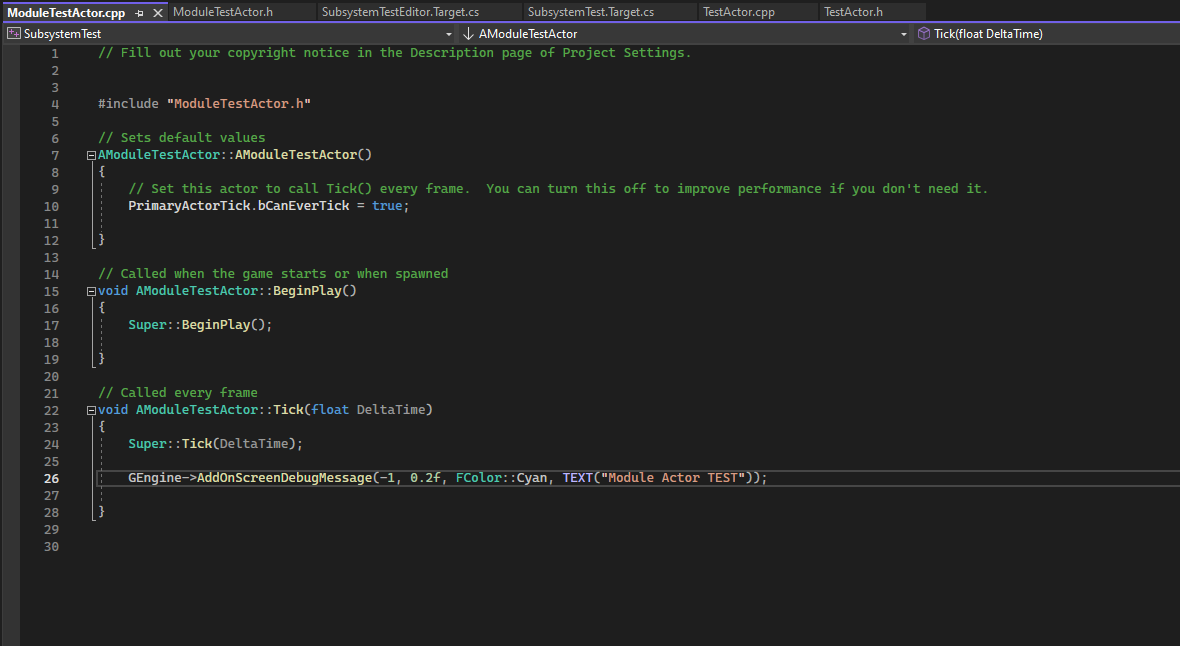 ModuleTestActor.cpp ModuleTestActor.h SubsystemTestEditor.Target.cs SubsystemTest.Target.cs TestActor.cpp TestActor.h
SubsystemTest AModuleTestActor Tick(float DeltaTime)
1 // Fill out your copyright notice in the Description page of Project Settings.
2
3
4 #include "ModuleTestActor.h"
5
6 // Sets default values
7 AModuleTestActor::AModuleTestActor()
8 {
9 // Set this actor to call Tick() every frame.  You can turn this off to improve performance if you don't need it.
10 PrimaryActorTick.bCanEverTick = true;
11
12 }
13
14 // Called when the game starts or when spawned
15 void AModuleTestActor::BeginPlay()
16 {
17 Super::BeginPlay();
18
19 }
20
21 // Called every frame
22 void AModuleTestActor::Tick(float DeltaTime)
23 {
24 Super::Tick(DeltaTime);
25
26 GEngine->AddOnScreenDebugMessage(-1, 0.2f, FColor::Cyan, TEXT("Module Actor TEST"));
27
28 }
29
30